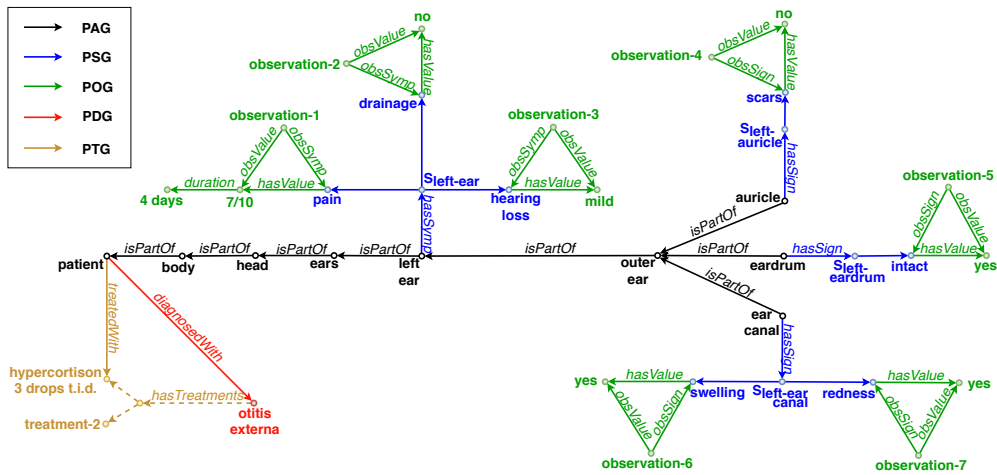 PAG
PSG
POG
PDG
PTG
no
obsValue
hasValue
observation-2
obsSymp
drainage
no
obsValue
hasValue
observation-4
obsSign
scars
observation-1
obsValue
obsSymp
duration
hasValue
4 days
7/10
pain
Sleft-ear
observation-3
obsSymp
obsValue
hasValue
hearing
loss
mild
Sleft-
auricle
hasSign
auricle
observation-5
obsSign
obsValue
hasValue
yes
hasSymp
isPartOf
isPartOf
isPartOf
isPartOf
isPartOf
isPartOf
isPartOf
isPartOf
hasSign
patient
body
head
ears
left
ear
outer
ear
eardrum
Sleft-
eardrum
intact
treatedWith
diagnosedWith
ear
canal
hasSign
hypercortison
3 drops t.i.d.
hasTreatments
treatment-2
otitis
externa
yes
hasValue
swelling
Sleft-ear
canal
redness
hasValue
yes
obsValue
obsSign
obsSign
obsValue
observation-6
observation-7